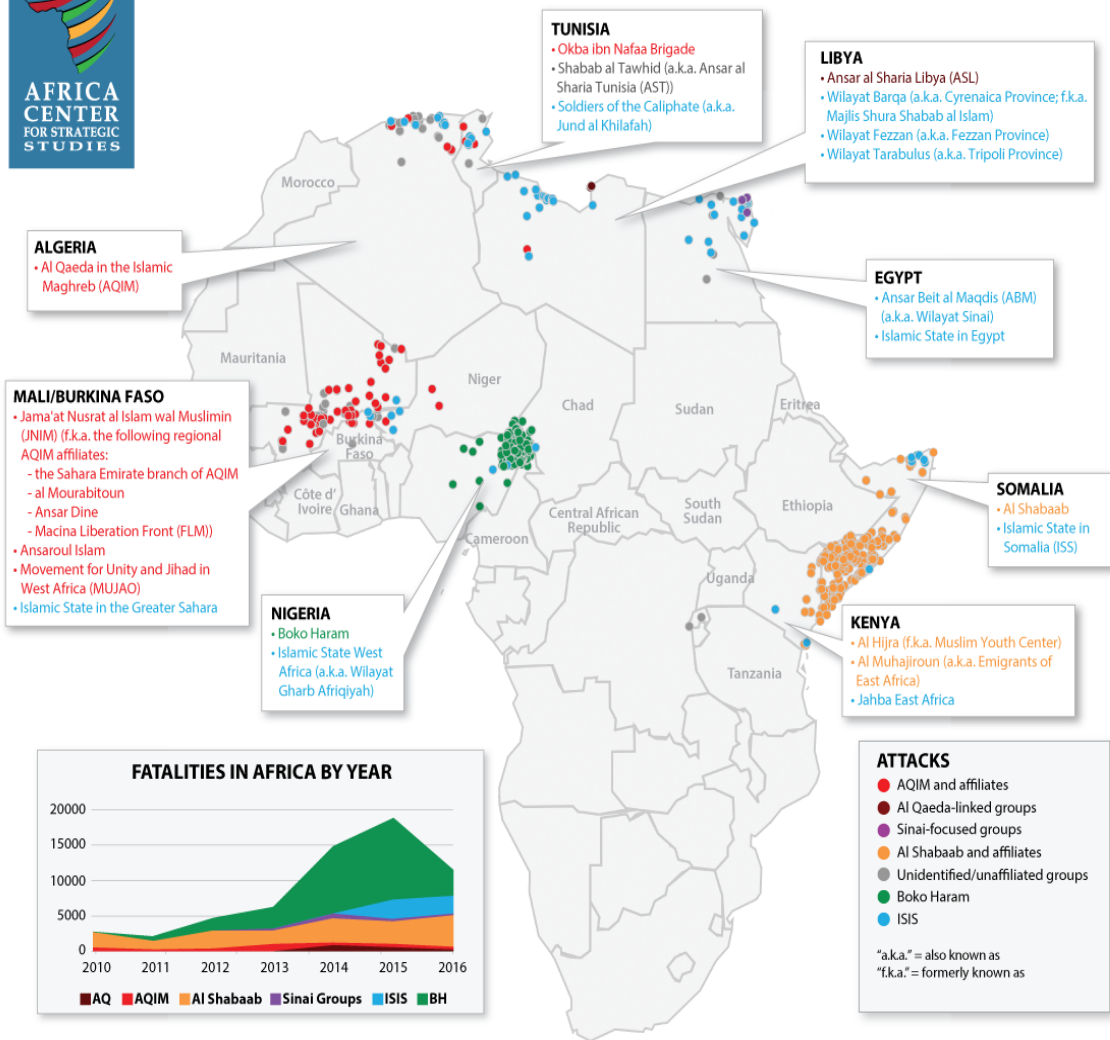 AFRICA
CENTER
FOR STRATEGIC
STUDIES
TUNISIA
• Okba ibn Nafaa Brigade
• Shabab al Tawhid (a.k.a. Ansar al
Sharia Tunisia (AST))
• Soldiers of the Caliphate (a.k.a.
Jund al Khilafah)
LIBYA
• Ansar al Sharia Libya (ASL)
• Wilayat Barqa (a.k.a. Cyrenaica Province; f.k.a.
Majlis Shura Shabab al Islam)
• Wilayat Fezzan (a.k.a. Fezzan Province)
• Wilayat Tarabulus (a.k.a. Tripoli Province)
Morocco
ALGERIA
• Al Qaeda in the Islamic
Maghreb (AQIM)
EGYPT
• Ansar Beit al Maqdis (ABM)
(a.k.a. Wilayat Sinai)
• Islamic State in Egypt
Mauritania
Niger
Chad
Sudan
Eritrea
MALI/BURKINA FASO
• Jama'at Nusrat al Islam wal Muslimin
(JNIM) (f.k.a. the following regional
AQIM affiliates:
- the Sahara Emirate branch of AQIM
- al Mourabitoun
- Ansar Dine
- Macina Liberation Front (FLM))
• Ansaroul Islam
• Movement for Unity and Jihad in
West Africa (MUJAO)
• Islamic State in the Greater Sahara
Burkina
Faso
Côte d'
Ivoire
Ghana
Cameroon
Central African
Republic
South
Sudan
Ethiopia
Uganda
Tanzania
SOMALIA
• Al Shabaab
• Islamic State in
Somalia (ISS)
NIGERIA
• Boko Haram
• Islamic State West
Africa (a.k.a. Wilayat
Gharb Afriqiyah)
KENYA
• Al Hijra (f.k.a. Muslim Youth Center)
• Al Muhajiroun (a.k.a. Emigrants of
East Africa)
• Jahba East Africa
FATALITIES IN AFRICA BY YEAR
20000
15000
10000
5000
0
2010 2011 2012 2013 2014 2015 2016
AQ AQIM Al Shabaab Sinai Groups ISIS BH
ATTACKS
AQIM and affiliates
Al Qaeda-linked groups
Sinai-focused groups
Al Shabaab and affiliates
Unidentified/unaffiliated groups
Boko Haram
ISIS
"a.k.a." = also known as
"f.k.a." = formerly known as